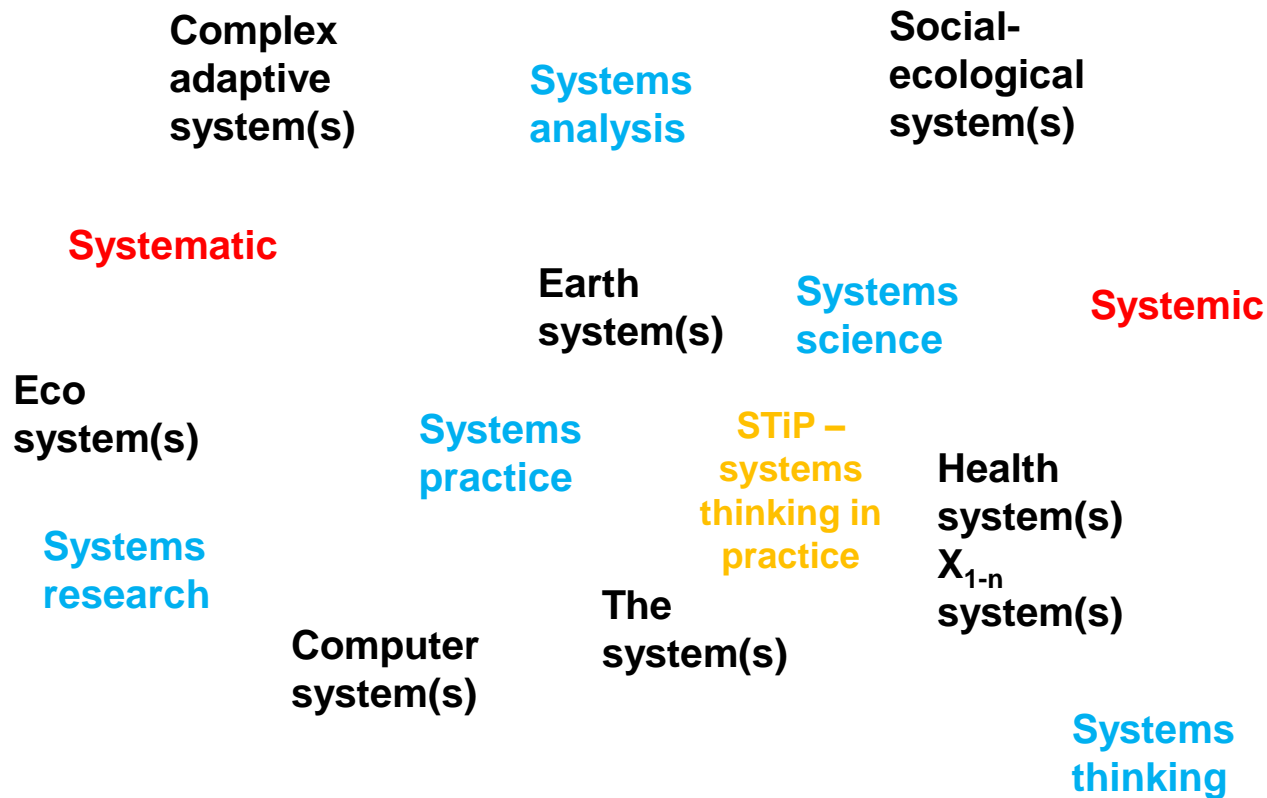 Complex
adaptive
system(s)
Systems
analysis
Social-
ecological
system(s)
Systematic
Earth
system(s)
Systems
science
Systemic
Eco
system(s)
Systems
practice
STiP –
systems
thinking in
practice
Health
system(s)
X1-n
system(s)
Systems
research
The
system(s)
Computer
system(s)
Systems
thinking